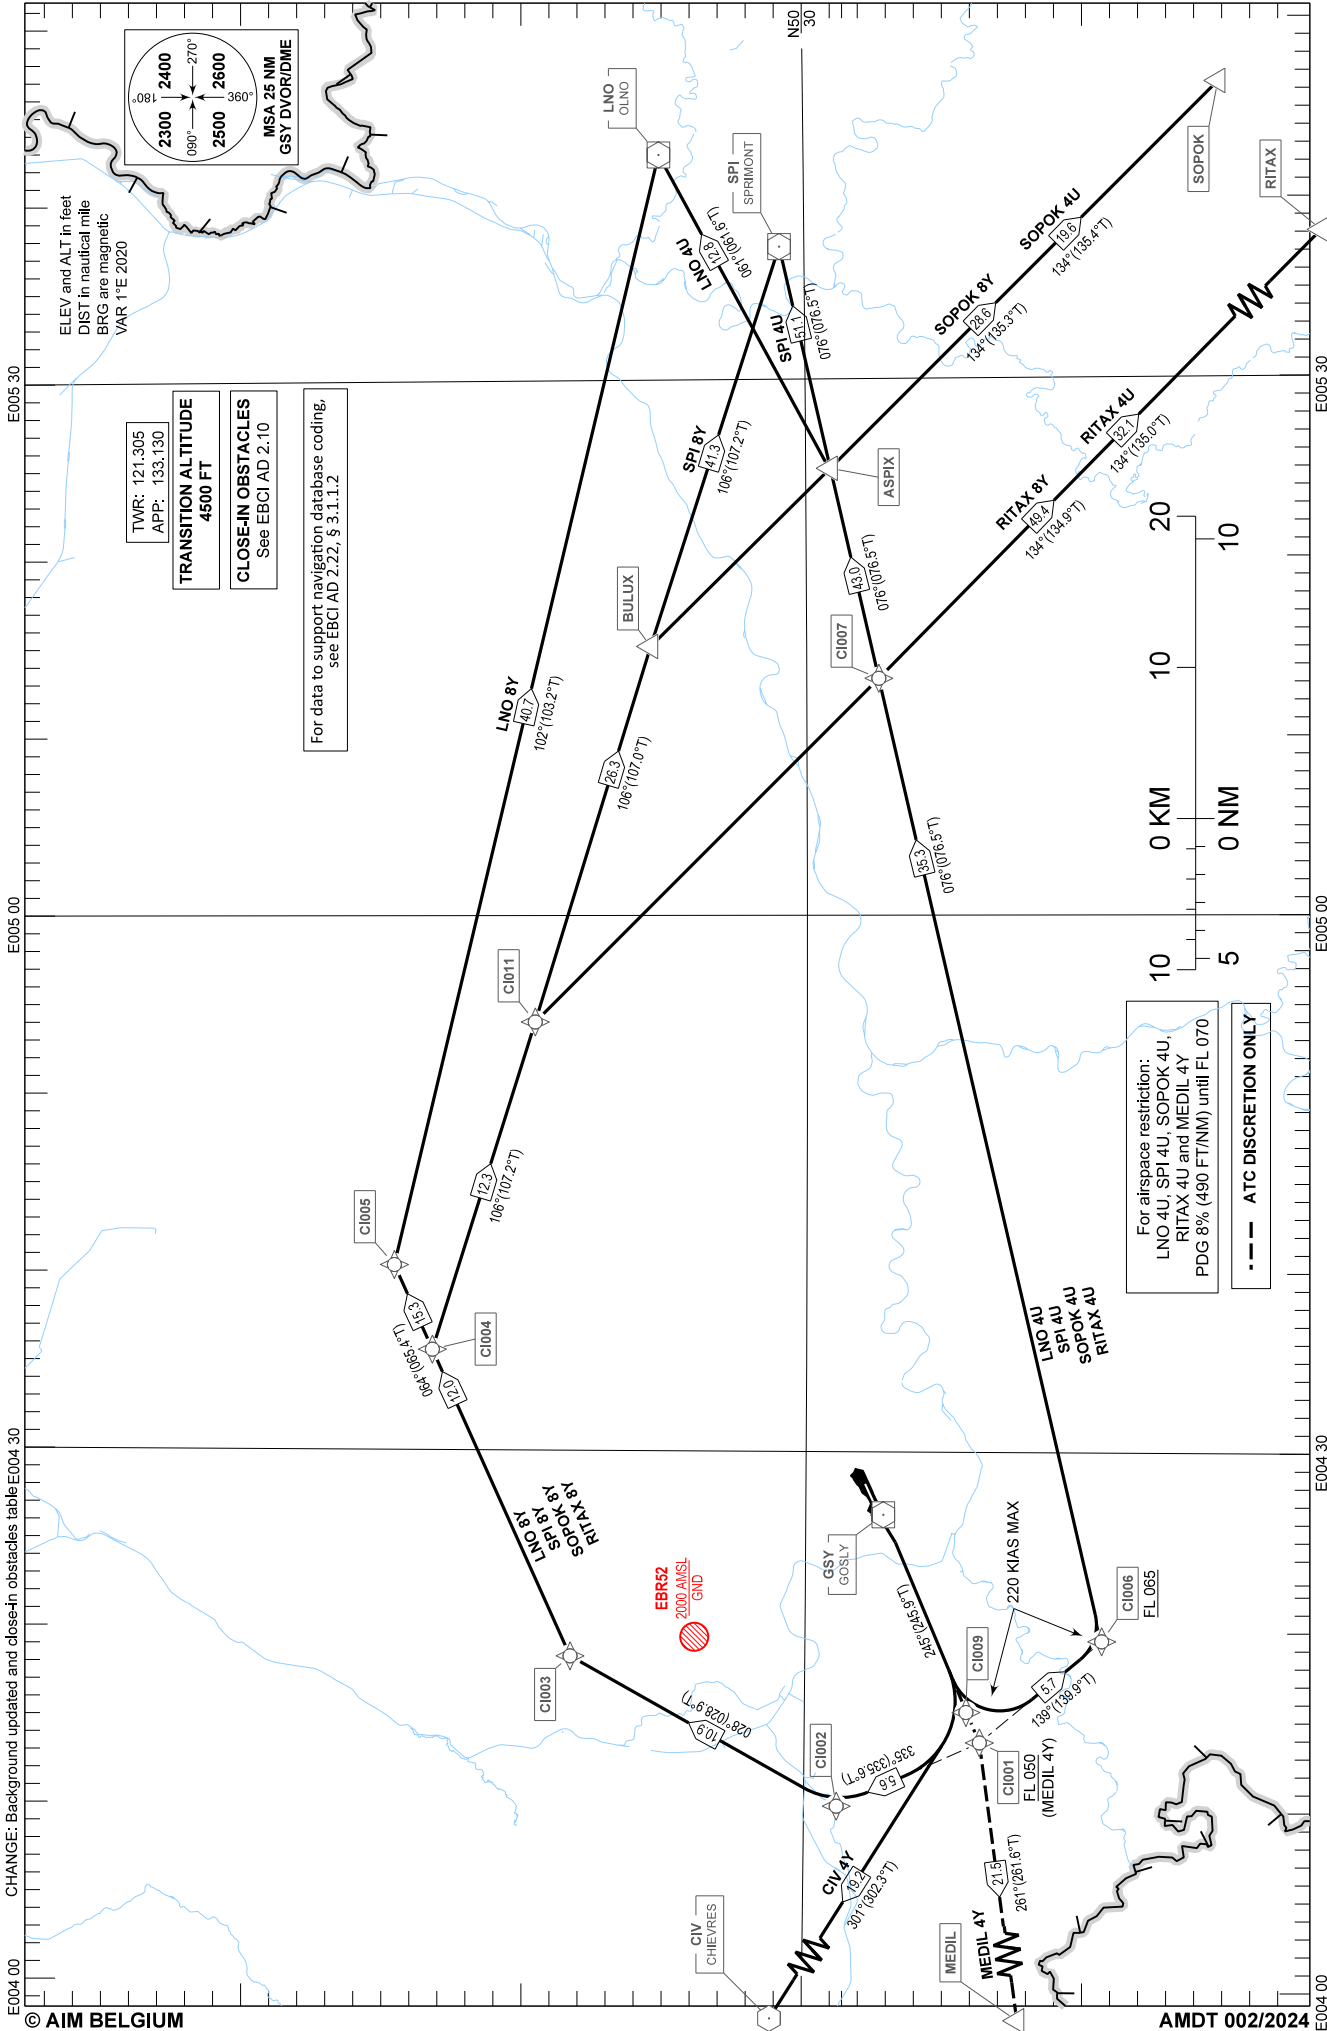 CHANGE: Background updated and close-in obstacles table
© AIM BELGIUM
AMDT 002/2024
E004 00
E004 30
E005 00
E005 30
E004 00
E004 30
E005 00
E005 30
N50
30
ELEV and ALT in feet
DIST in nautical mile
BRG are magnetic
VAR 1°E 2020
180°
270°
360°
090°
2300
2400
2500
2600
MSA 25 NM
GSY DVOR/DME
TWR: 121.305
APP: 133.130
TRANSITION ALTITUDE
4500 FT
CLOSE-IN OBSTACLES
See EBCI AD 2.10
For data to support navigation database coding,
see EBCI AD 2.22, § 3.1.1.2
LNO
OLNO
SPI
SPRIMONT
SOPOK
RITAX
LNO 4U
12.8
061°(061.6°T)
SPI 4U
51.1
076°(076.5°T)
SOPOK 4U
19.6
134°(135.4°T)
SOPOK 8Y
28.6
134°(135.3°T)
RITAX 4U
32.1
134°(135.0°T)
RITAX 8Y
49.4
134°(134.9°T)
SPI 8Y
41.3
106°(107.2°T)
ASPIX
BULUX
CI007
43.0
076°(076.5°T)
LNO 8Y
40.7
102°(103.2°T)
26.3
106°(107.0°T)
35.3
076°(076.5°T)
CI011
12.3
106°(107.2°T)
CI005
15.3
064°(065.4°T)
CI004
12.0
LNO 8Y
SPI 8Y
SOPOK 8Y
RITAX 8Y
CI003
EBR52
2000 AMSL
GND
10.9
028°(028.9°T)
CI002
5.6
335°(335.6°T)
GSY
GOSLY
245°(245.9°T)
CI009
220 KIAS MAX
CI006
FL 065
5.7
139°(139.9°T)
CI001
FL 050
(MEDIL 4Y)
LNO 4U
SPI 4U
SOPOK 4U
RITAX 4U
CIV 4Y
19.2
301°(302.3°T)
CIV
CHIEVRES
MEDIL 4Y
21.5
261°(261.6°T)
MEDIL
10
0 KM
10
20
5
0 NM
10
For airspace restriction:
LNO 4U, SPI 4U, SOPOK 4U,
RITAX 4U and MEDIL 4Y
PDG 8% (490 FT/NM) until FL 070
ATC DISCRETION ONLY